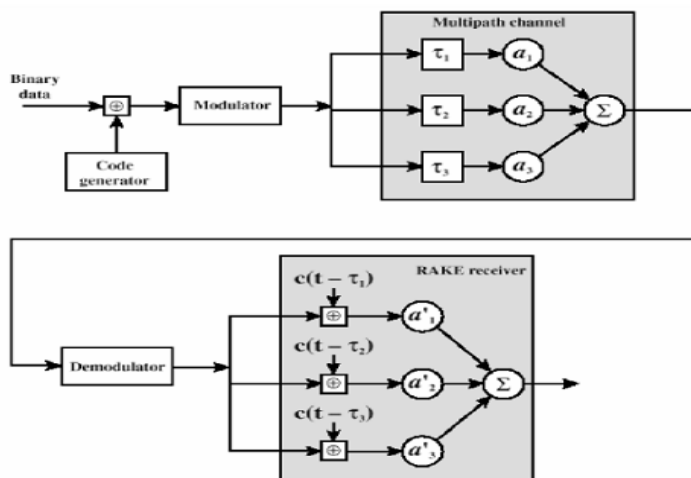 Multipath channel
Binary
data
⊕
Modulator
Code
generator
τ1
a1
τ2
a2
Σ
τ3
a3
RAKE receiver
Demodulator
c(t − τ1)
⊕
a'1
c(t − τ2)
⊕
a'2
Σ
c(t − τ3)
⊕
a'3